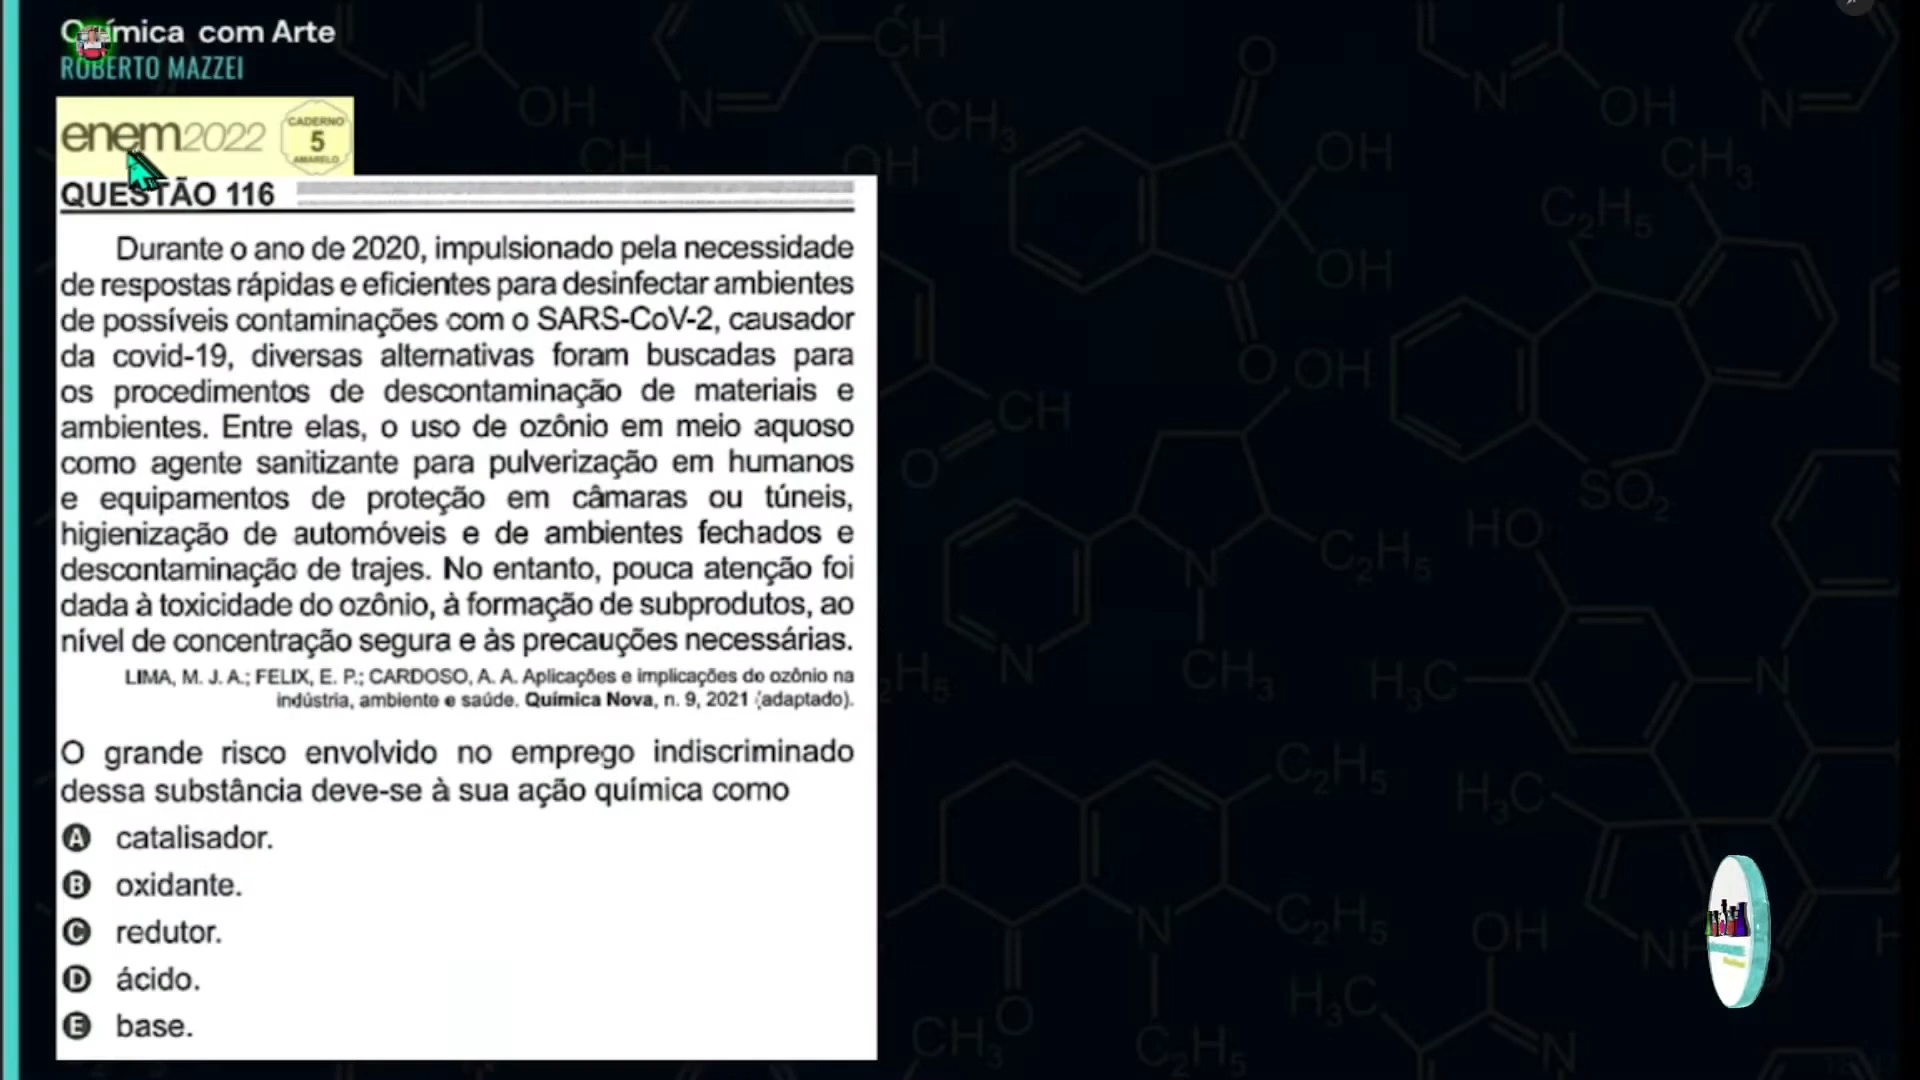 Química com Arte
ROBERTO MAZZEI
enem2022
CADERNO
5
AMARELO
QUESTÃO 116
Durante o ano de 2020, impulsionado pela necessidade
de respostas rápidas e eficientes para desinfectar ambientes
de possíveis contaminações com o SARS-CoV-2, causador
da covid-19, diversas alternativas foram buscadas para
os procedimentos de descontaminação de materiais e
ambientes. Entre elas, o uso de ozônio em meio aquoso
como agente sanitizante para pulverização em humanos
e equipamentos de proteção em câmaras ou túneis,
higienização de automóveis e de ambientes fechados e
descontaminação de trajes. No entanto, pouca atenção foi
dada à toxicidade do ozônio, à formação de subprodutos, ao
nível de concentração segura e às precauções necessárias.
LIMA, M. J. A.; FELIX, E. P.; CARDOSO, A. A. Aplicações e implicações do ozônio na
indústria, ambiente e saúde. Química Nova, n. 9, 2021 (adaptado).
O grande risco envolvido no emprego indiscriminado
dessa substância deve-se à sua ação química como
A catalisador.
B oxidante.
C redutor.
D ácido.
E base.